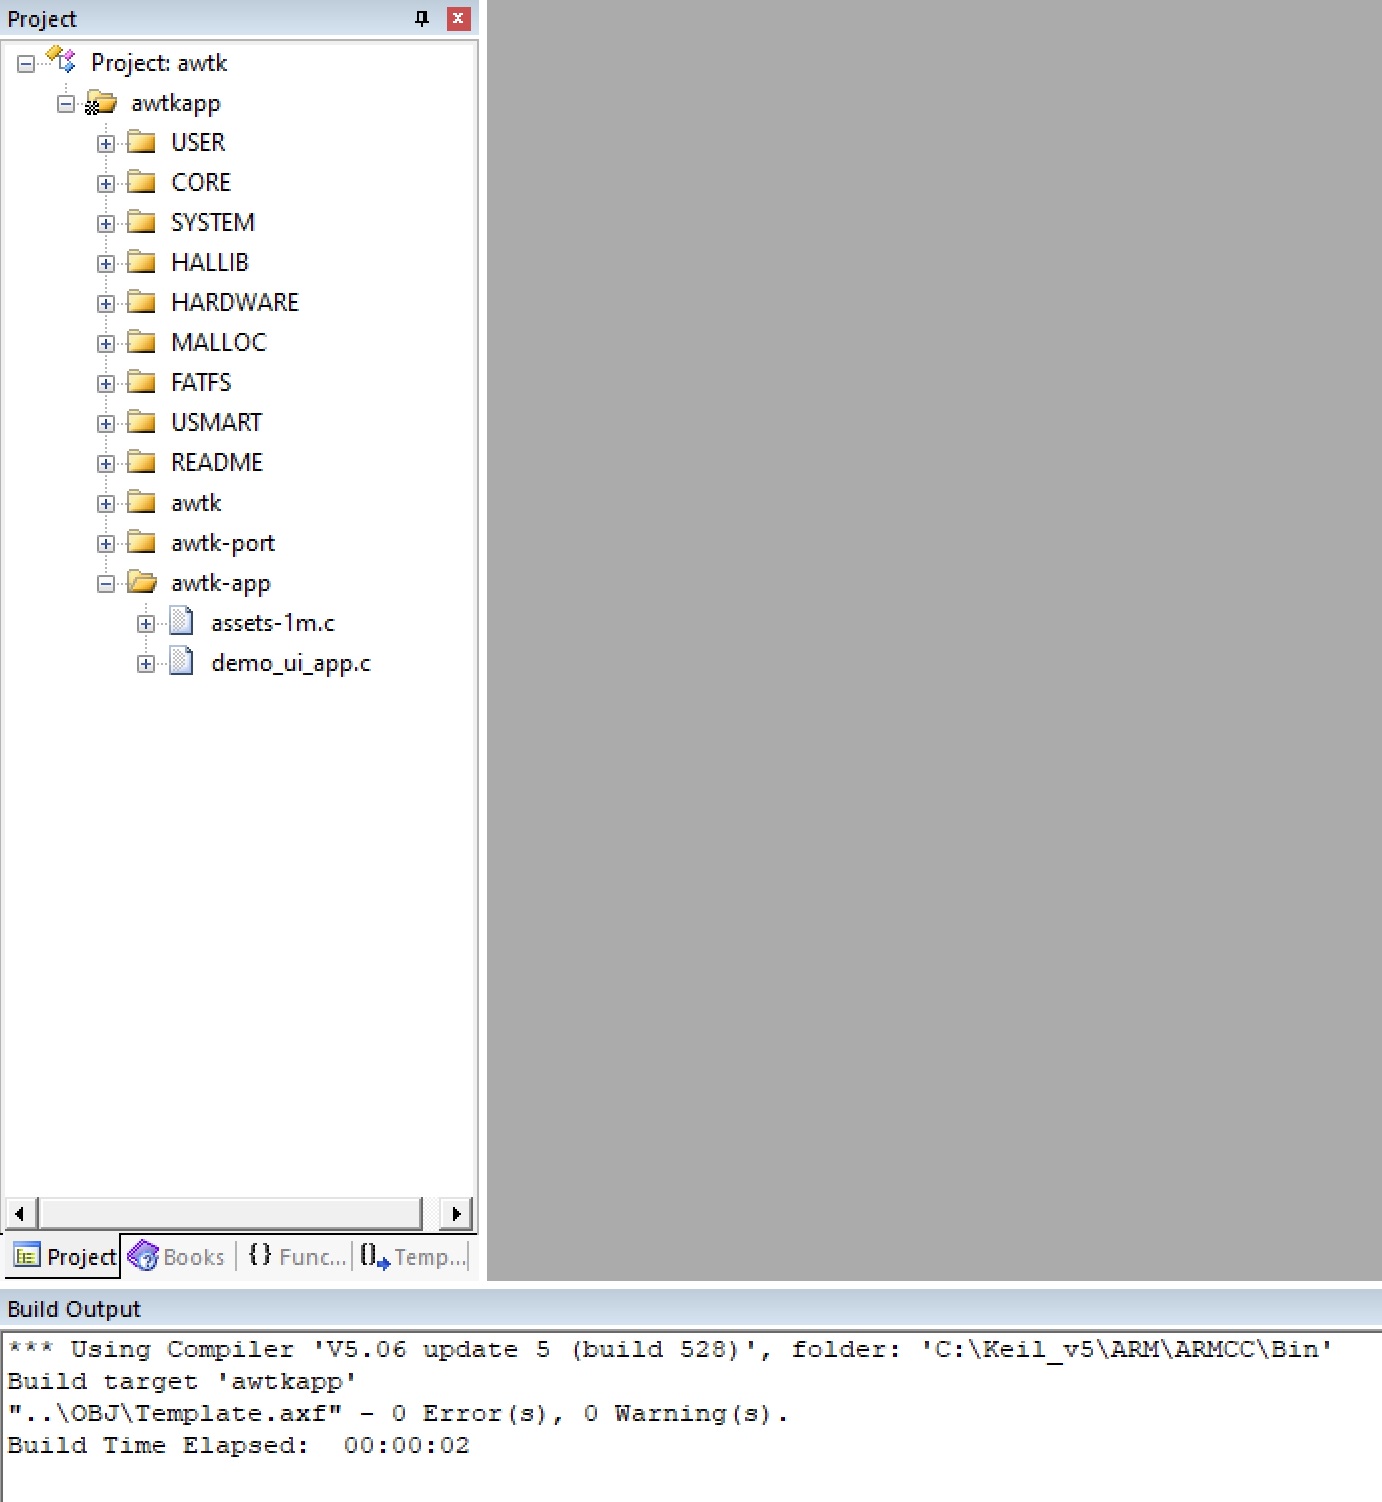 Project
Project: awtk
awtkapp
USER
CORE
SYSTEM
HALLIB
HARDWARE
MALLOC
FATFS
USMART
README
awtk
awtk-port
awtk-app
assets-1m.c
demo_ui_app.c
Project Books {} Func... Temp...
Build Output
*** Using Compiler 'V5.06 update 5 (build 528)', folder: 'C:\Keil_v5\ARM\ARMCC\Bin'
Build target 'awtkapp'
"..\OBJ\Template.axf" - 0 Error(s), 0 Warning(s).
Build Time Elapsed:  00:00:02